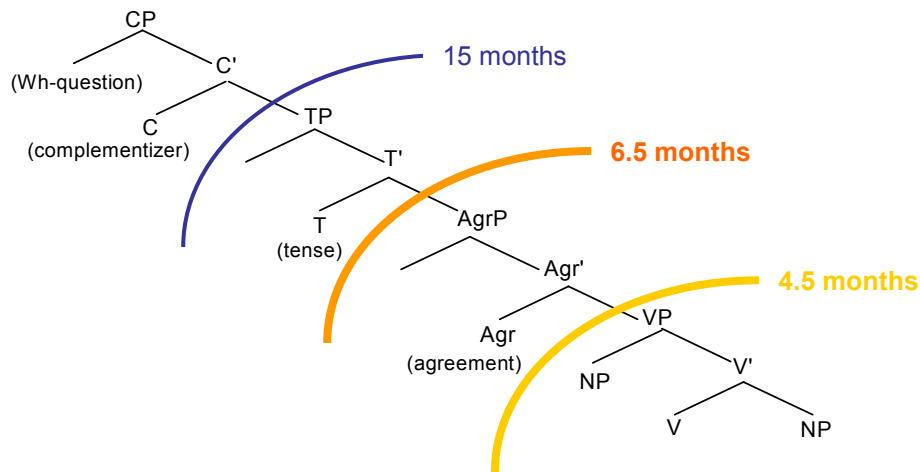 CP
15 months
(Wh-question)
C'
C
(complementizer)
TP
6.5 months
T'
T
(tense)
AgrP
Agr'
4.5 months
Agr
(agreement)
VP
NP
V'
V
NP